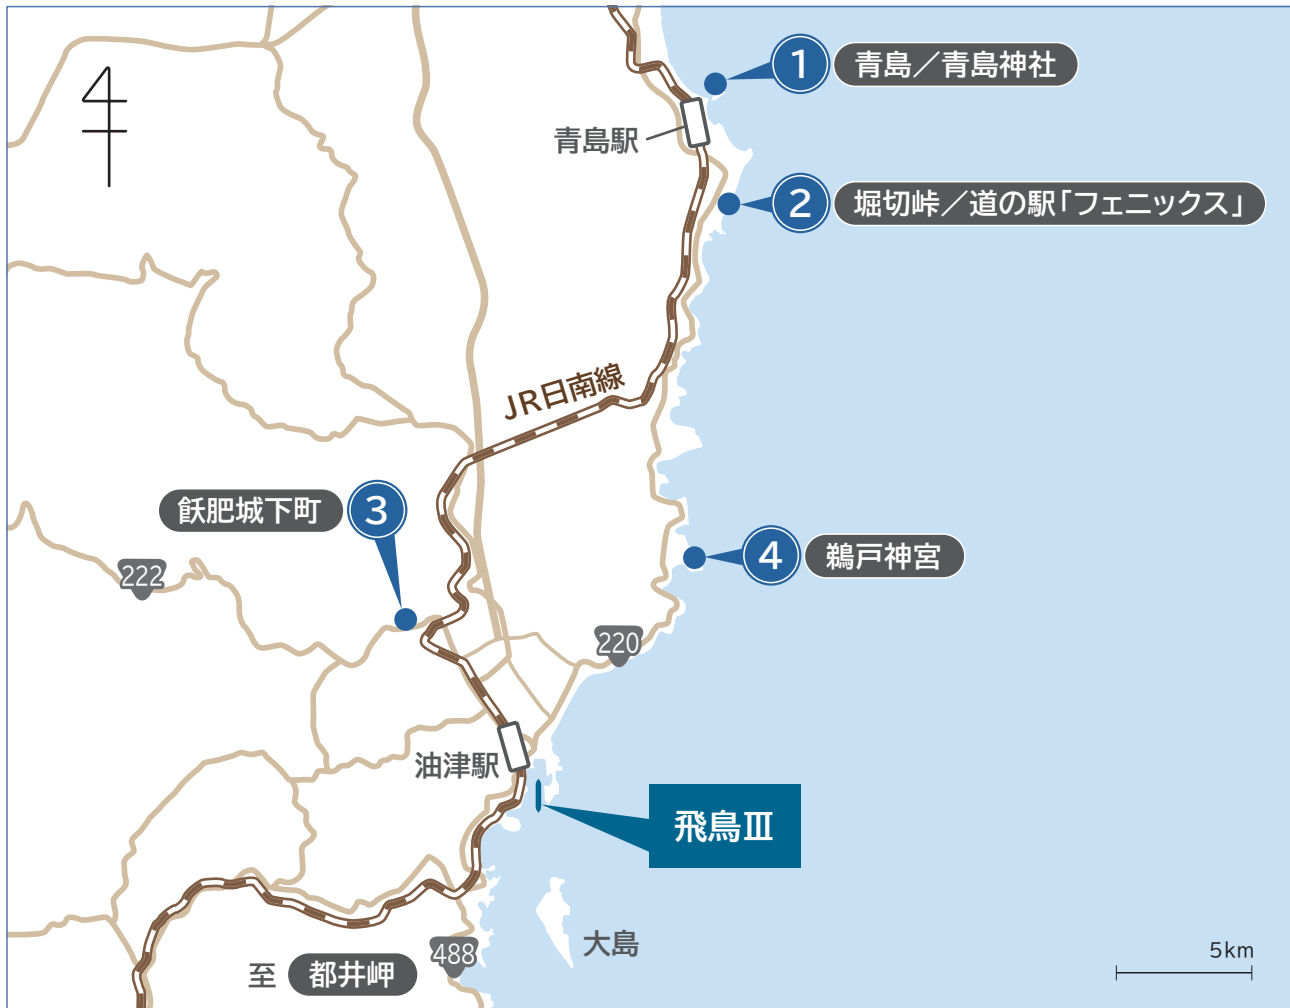 1 青島／青島神社
青島駅
2 堀切峠／道の駅「フェニックス」
JR日南線
飫肥城下町 3
4 鵜戸神宮
222
220
油津駅
飛鳥Ⅲ
大島
488
至 都井岬
5km